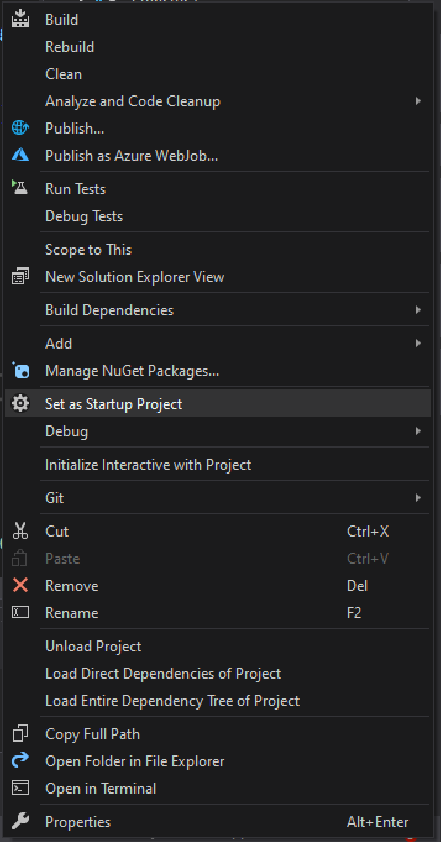 Build
Rebuild
Clean
Analyze and Code Cleanup
Publish...
Publish as Azure WebJob...
Run Tests
Debug Tests
Scope to This
New Solution Explorer View
Build Dependencies
Add
Manage NuGet Packages...
Set as Startup Project
Debug
Initialize Interactive with Project
Git
Cut Ctrl+X
Paste Ctrl+V
Remove Del
Rename F2
Unload Project
Load Direct Dependencies of Project
Load Entire Dependency Tree of Project
Copy Full Path
Open Folder in File Explorer
Open in Terminal
Properties Alt+Enter